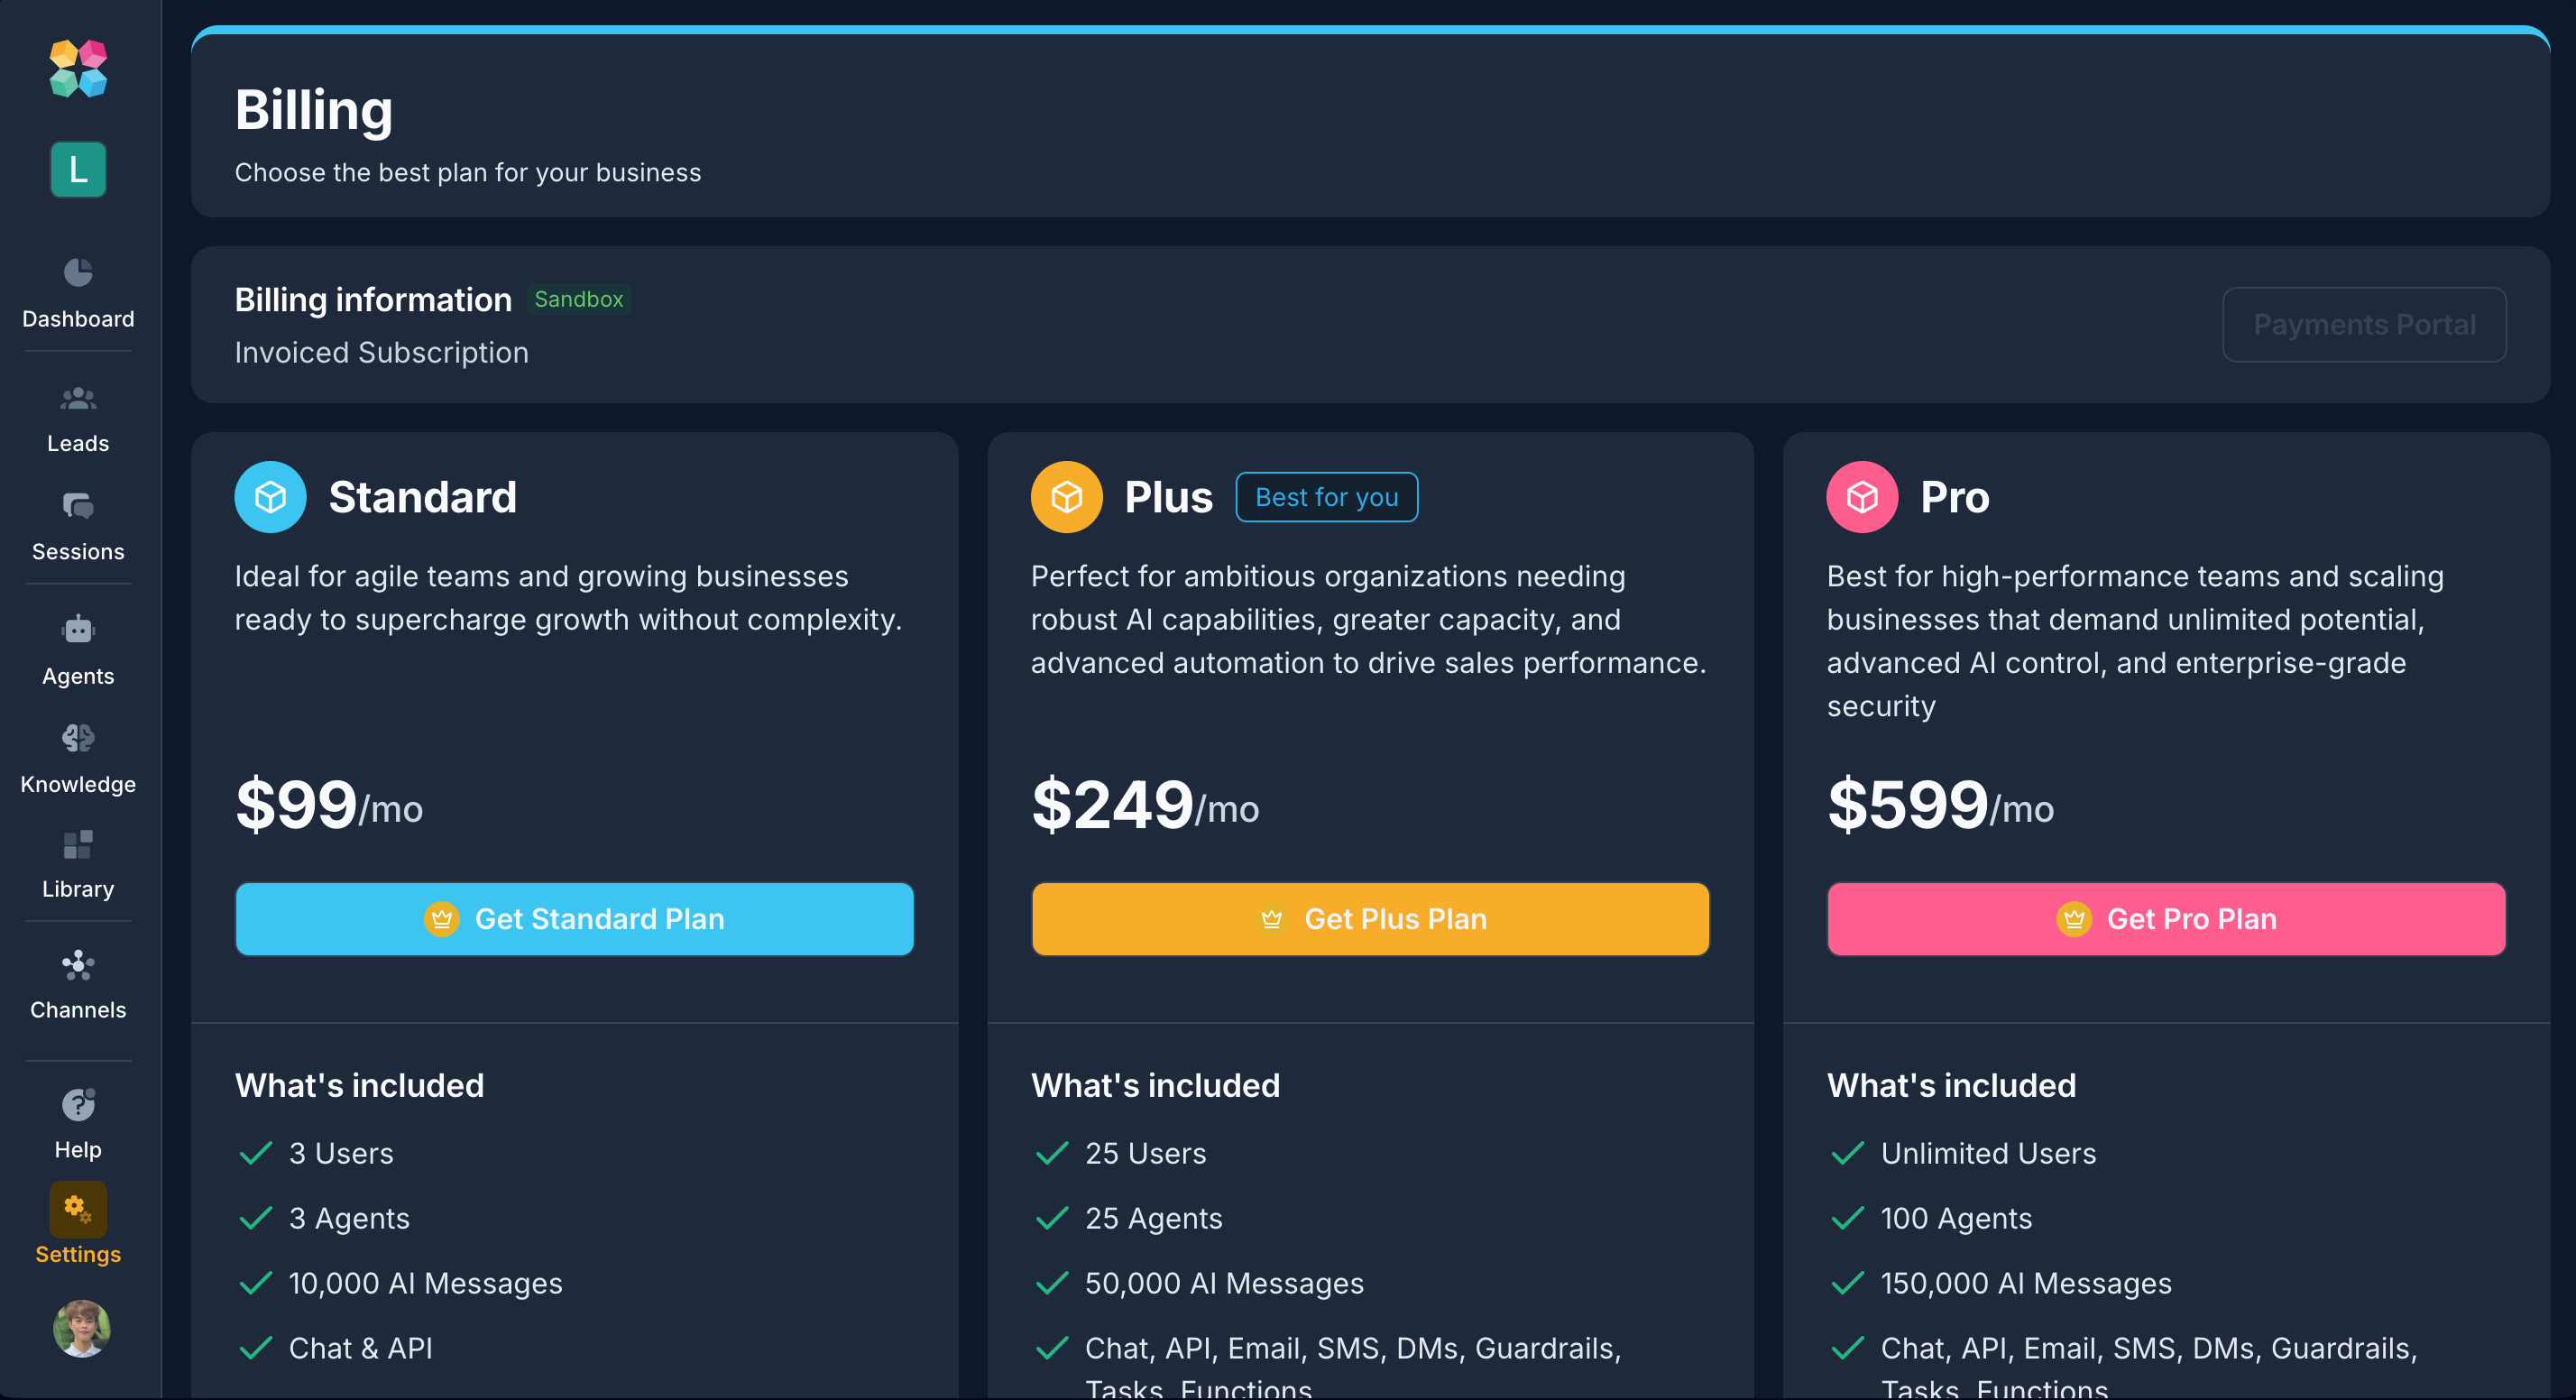 L
Dashboard
Leads
Sessions
Agents
Knowledge
Library
Channels
Help
Settings
Billing
Choose the best plan for your business
Billing information Sandbox
Invoiced Subscription
Payments Portal
Standard
Ideal for agile teams and growing businesses
ready to supercharge growth without complexity.
$99/mo
Get Standard Plan
What's included
3 Users
3 Agents
10,000 AI Messages
Chat & API
Plus Best for you
Perfect for ambitious organizations needing
robust AI capabilities, greater capacity, and
advanced automation to drive sales performance.
$249/mo
Get Plus Plan
What's included
25 Users
25 Agents
50,000 AI Messages
Chat, API, Email, SMS, DMs, Guardrails,
Tasks, Functions
Pro
Best for high-performance teams and scaling
businesses that demand unlimited potential,
advanced AI control, and enterprise-grade
security
$599/mo
Get Pro Plan
What's included
Unlimited Users
100 Agents
150,000 AI Messages
Chat, API, Email, SMS, DMs, Guardrails,
Tasks, Functions